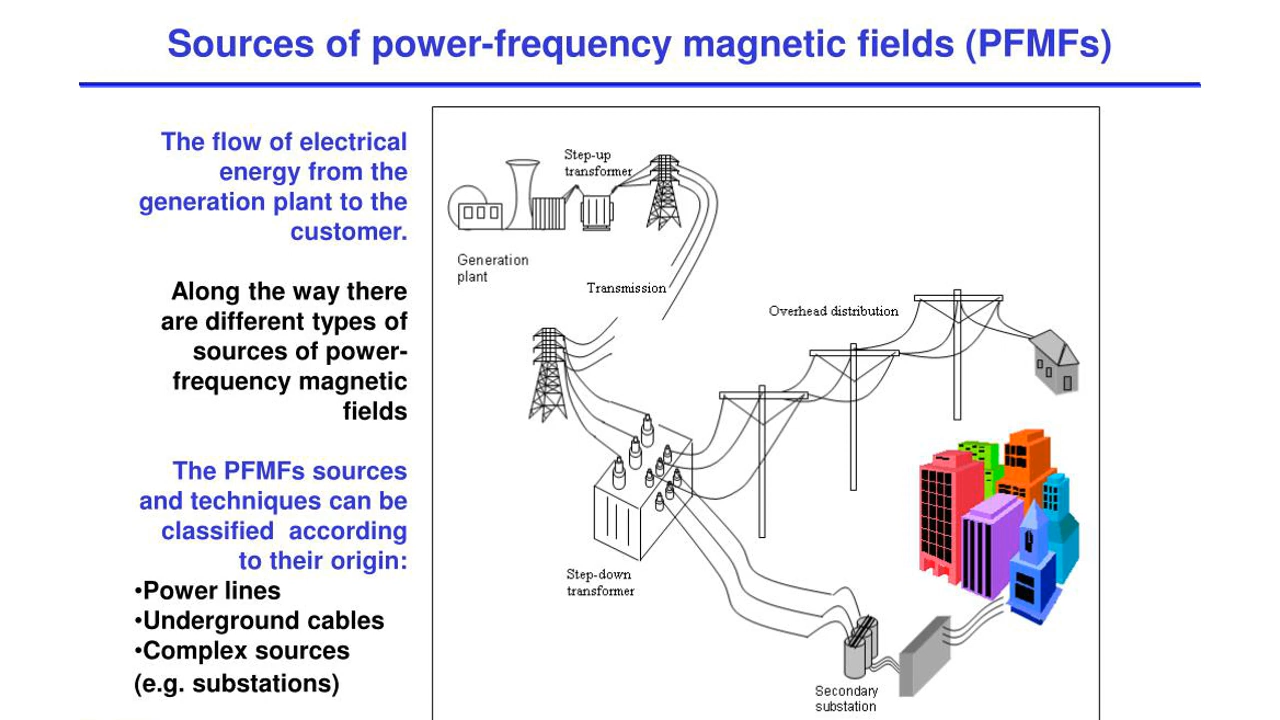 Sources of power-frequency magnetic fields (PFMFs)
The flow of electrical
energy from the
generation plant to the
customer.
Along the way there
are different types of
sources of power-
frequency magnetic
fields
The PFMFs sources
and techniques can be
classified  according
to their origin:
•Power lines
•Underground cables
•Complex sources
(e.g. substations)
Step-up
transformer
Generation
plant
Transmission
Overhead distribution
Step-down
transformer
Secondary
substation